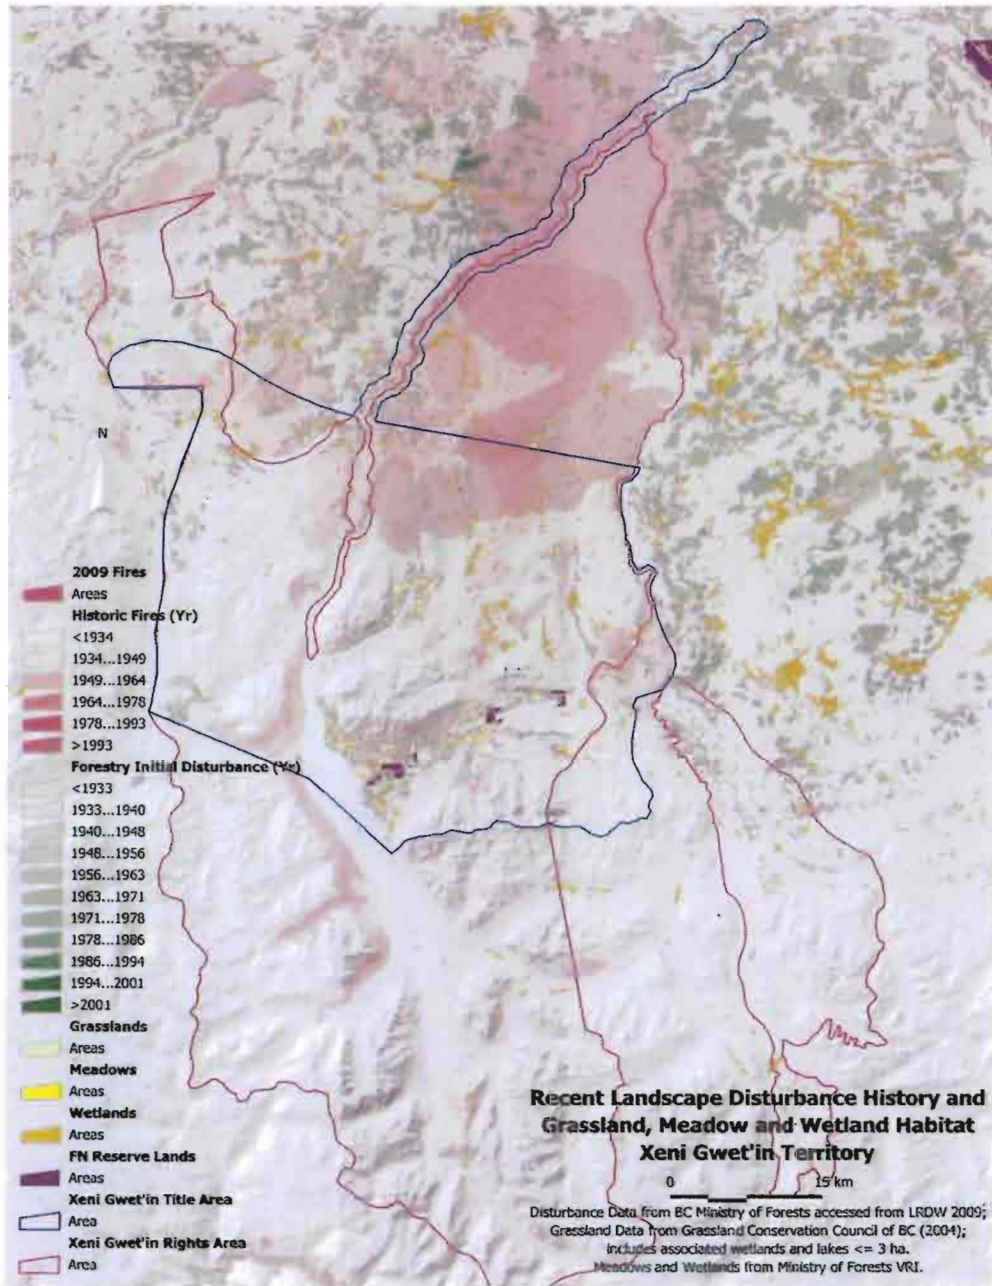 N
2009 Fires
Areas
Historic Fires (Yr)
<1934
1934...1949
1949...1964
1964...1978
1978...1993
>1993
Forestry Initial Disturbance (Yr)
<1933
1933...1940
1940...1948
1948...1956
1956...1963
1963...1971
1971...1978
1978...1986
1986...1994
1994...2001
>2001
Grasslands
Areas
Meadows
Areas
Wetlands
Areas
FN Reserve Lands
Areas
Xeni Gwet'in Title Area
Area
Xeni Gwet'in Rights Area
Area
Recent Landscape Disturbance History and
Grassland, Meadow and Wetland Habitat
Xeni Gwet'in Territory
0 15 km
Disturbance Data from BC Ministry of Forests accessed from LRDW 2009;
Grassland Data from Grassland Conservation Council of BC (2004);
includes associated wetlands and lakes <= 3 ha.
Meadows and Wetlands from Ministry of Forests VRI.